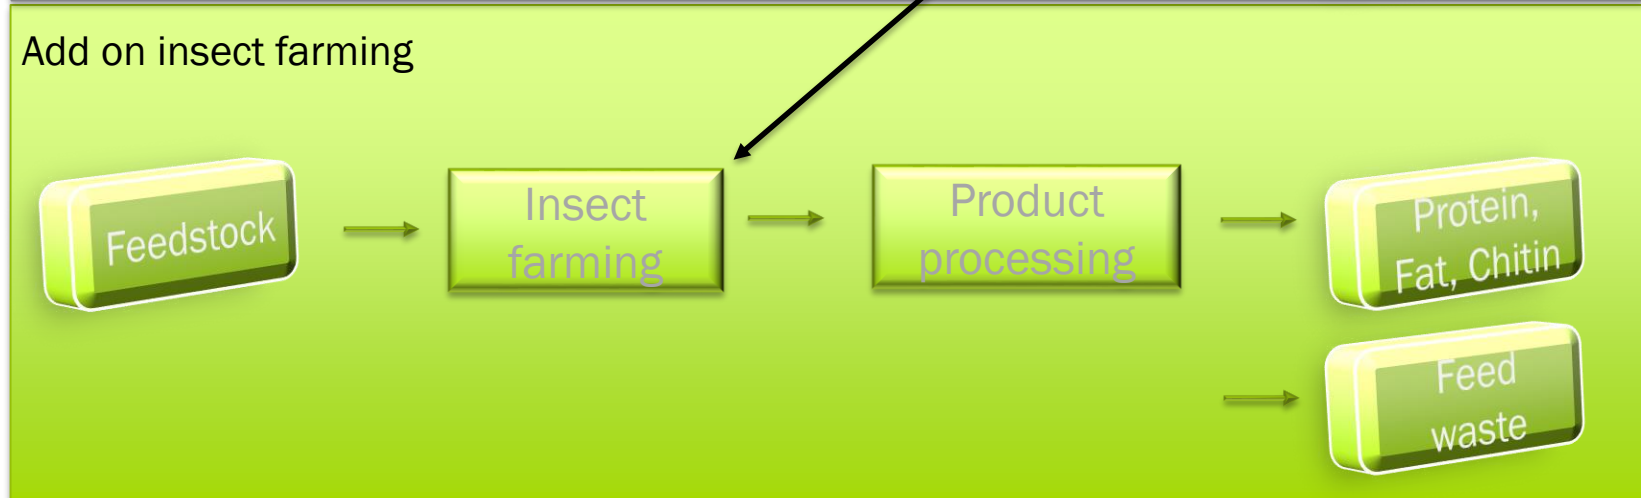 Add on insect farming
Feedstock
Insect
farming
Product
processing
Protein,
Fat, Chitin
Feed
waste